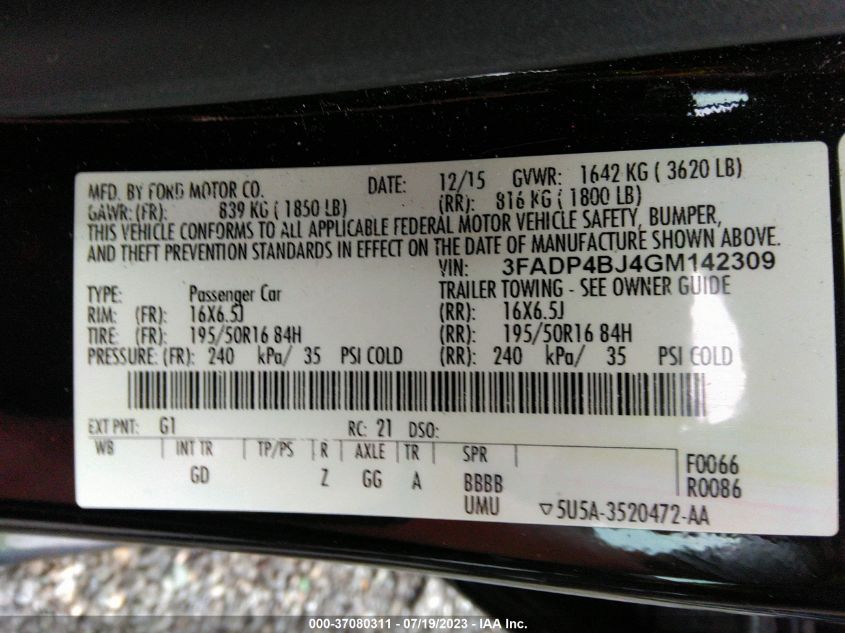 MFD. BY FORD MOTOR CO. DATE: 12/15 GVWR: 1642 KG ( 3620 LB)
GAWR: (FR): 839 KG ( 1850 LB) (RR): 816 KG ( 1800 LB)
THIS VEHICLE CONFORMS TO ALL APPLICABLE FEDERAL MOTOR VEHICLE SAFETY, BUMPER,
AND THEFT PREVENTION STANDARDS IN EFFECT ON THE DATE OF MANUFACTURE SHOWN ABOVE.
VIN: 3FADP4BJ4GM142309
TYPE: Passenger Car TRAILER TOWING - SEE OWNER GUIDE
RIM: (FR): 16X6.5J (RR): 16X6.5J
TIRE (FR): 195/50R16 84H (RR): 195/50R16 84H
PRESSURE: (FR): 240 kPa/ 35 PSI COLD (RR): 240 kPa/ 35 PSI COLD
EXT PNT: G1 RC: 21 DSO:
WB INT TR TP/PS R AXLE TR SPR F0066
GD Z GG A BBBB R0086
UMU ▽5U5A-3520472-AA
000-37080311 - 07/19/2023 - IAA Inc.